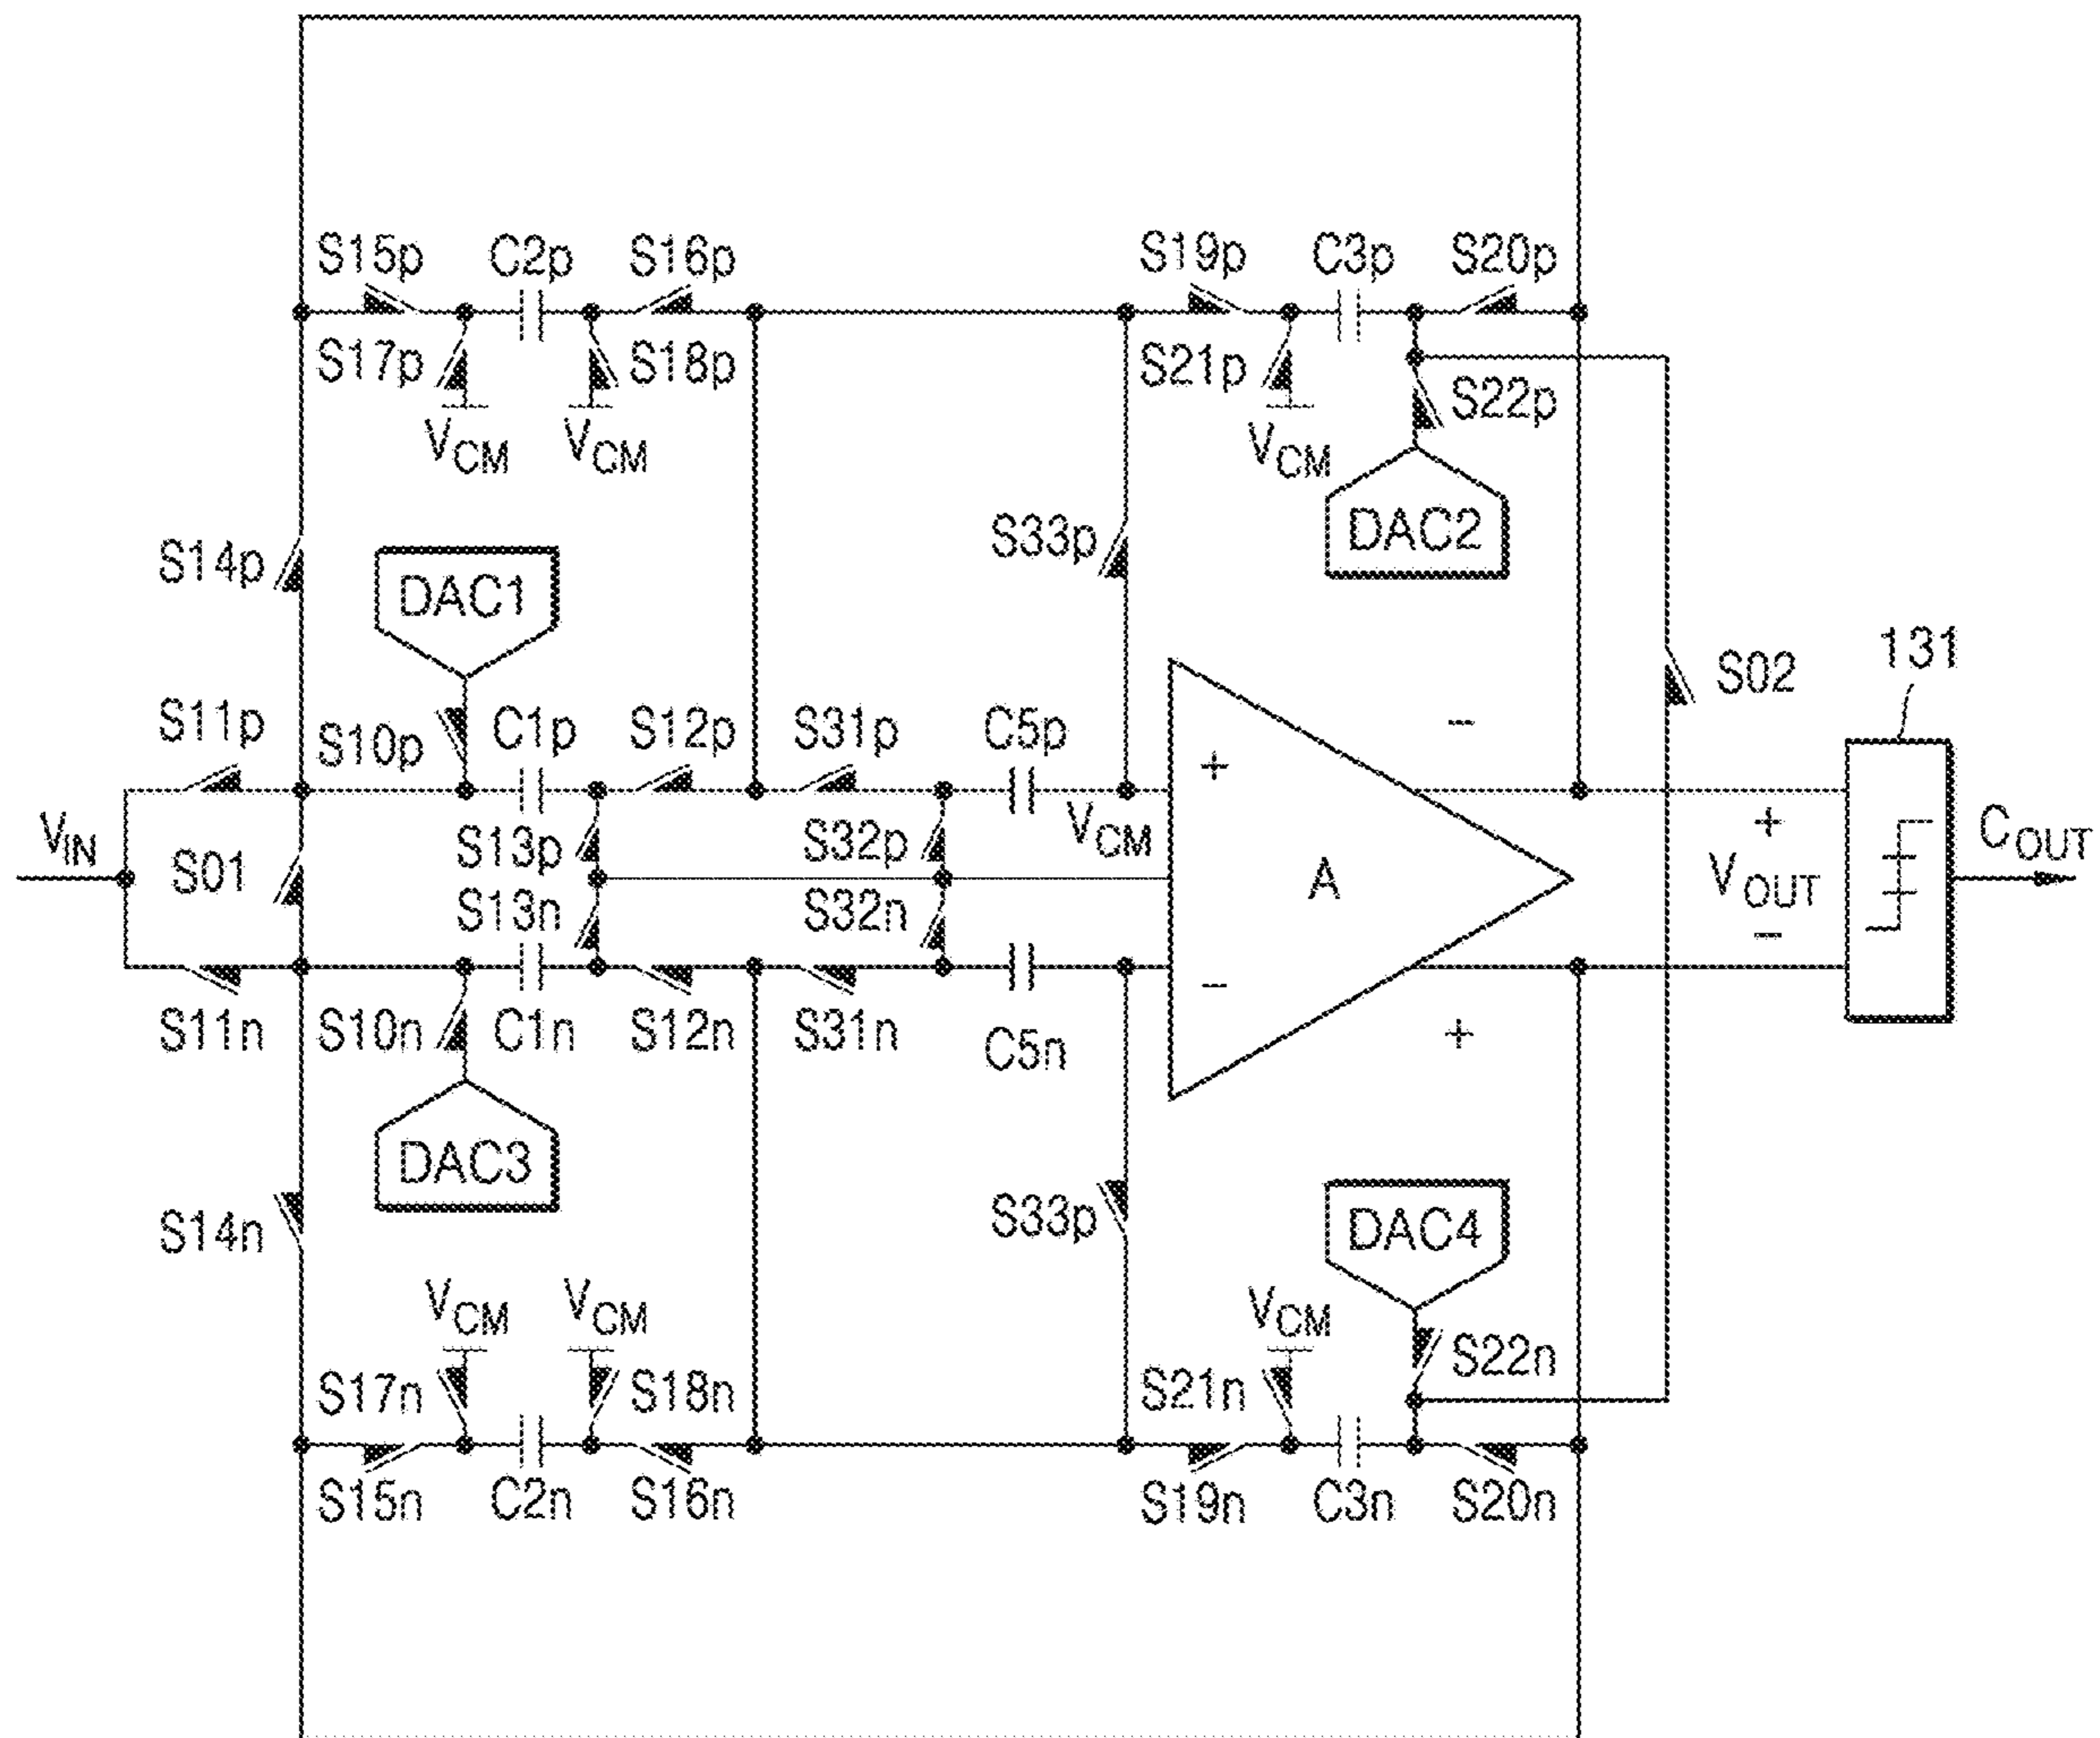 S15p C2p S16p S19p C3p S20p
S17p S18p S21p S22p
VCM VCM VCM
S14p S33p DAC2
DAC1
S02 131
S11p S10p C1p S12p S31p C5p −
+
VIN S01 S13p S32p VCM A + COUT
S13n S32n VOUT
−
S11n S10n C1n S12n S31n C5n − +
DAC3
S14n S33p DAC4
VCM VCM VCM
S17n S18n S21n S22n
S15n C2n S16n S19n C3n S20n